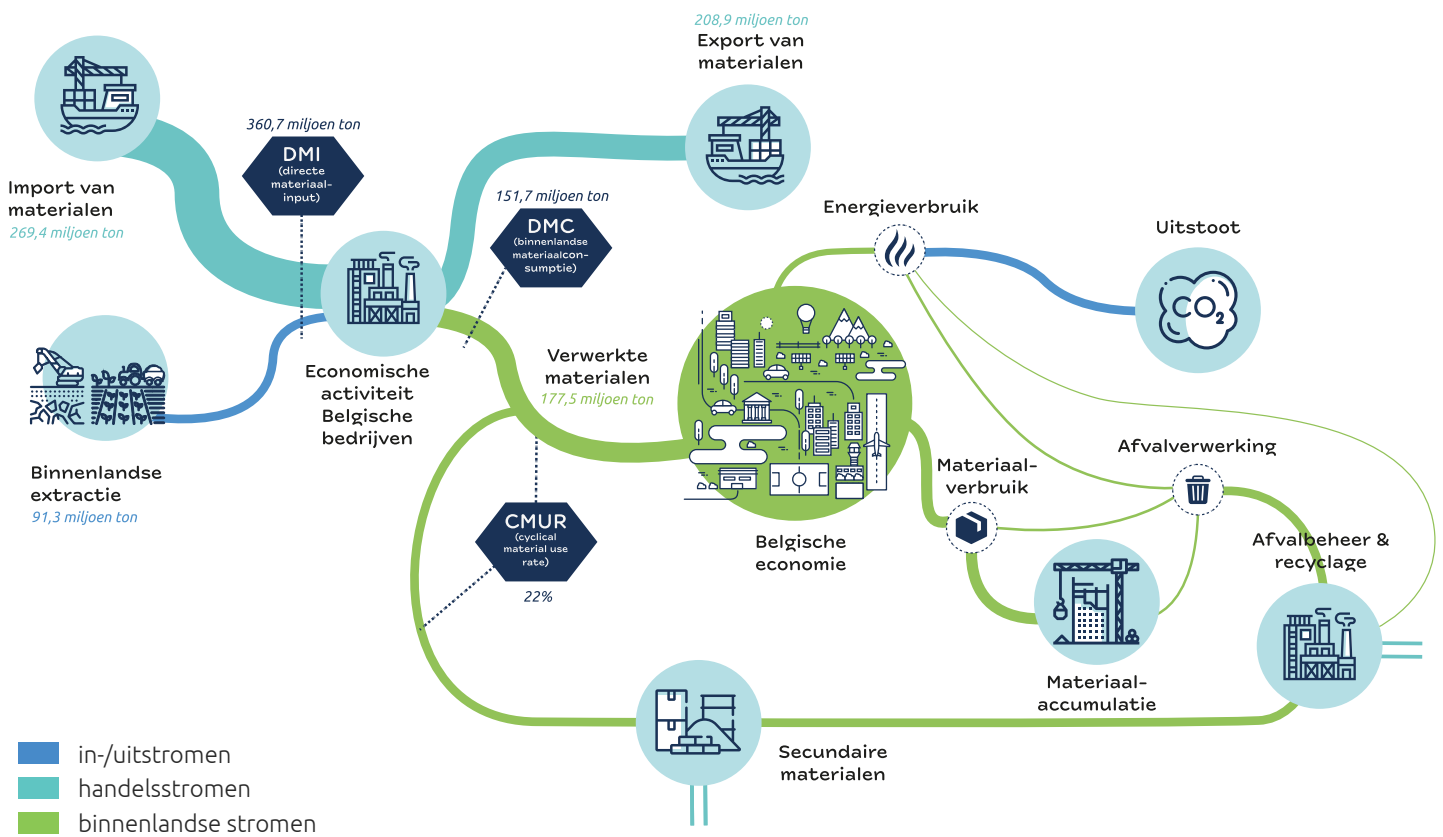 208,9 miljoen ton
Export van
materialen
Import van
materialen
269,4 miljoen ton
360,7 miljoen ton
DMI
(directe
materiaal-
input)
151,7 miljoen ton
DMC
(binnenlandse
materiaalcon-
sumptie)
Energieverbruik
Uitstoot
CO2
Economische
activiteit
Belgische
bedrijven
Verwerkte
materialen
177,5 miljoen ton
Binnenlandse
extractie
91,3 miljoen ton
CMUR
(cyclical
material use
rate)
22%
Belgische
economie
Materiaal-
verbruik
Afvalverwerking
Afvalbeheer &
recyclage
Materiaal-
accumulatie
Secundaire
materialen
in-/uitstromen
handelsstromen
binnenlandse stromen